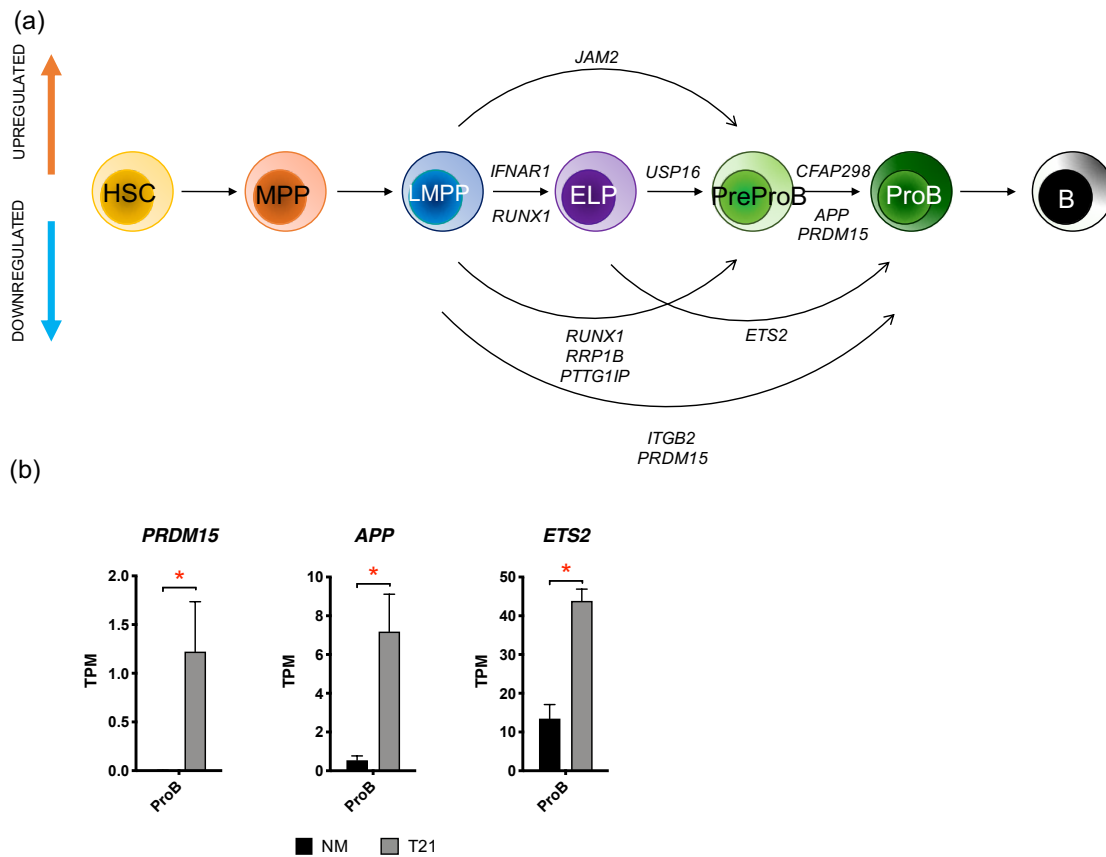 (a)
UPREGULATED
DOWNREGULATED
JAM2
HSC
MPP
LMPP
IFNAR1
RUNX1
ELP
USP16
PreProB
CFAP298
APP
PRDM15
ProB
B
RUNX1
RRP1B
PTTG1IP
ETS2
ITGB2
PRDM15
(b)
PRDM15
*
TPM
2.0
1.5
1.0
0.5
0.0
ProB
APP
*
TPM
10
8
6
4
2
0
ProB
ETS2
*
TPM
50
40
30
20
10
0
ProB
NM
T21